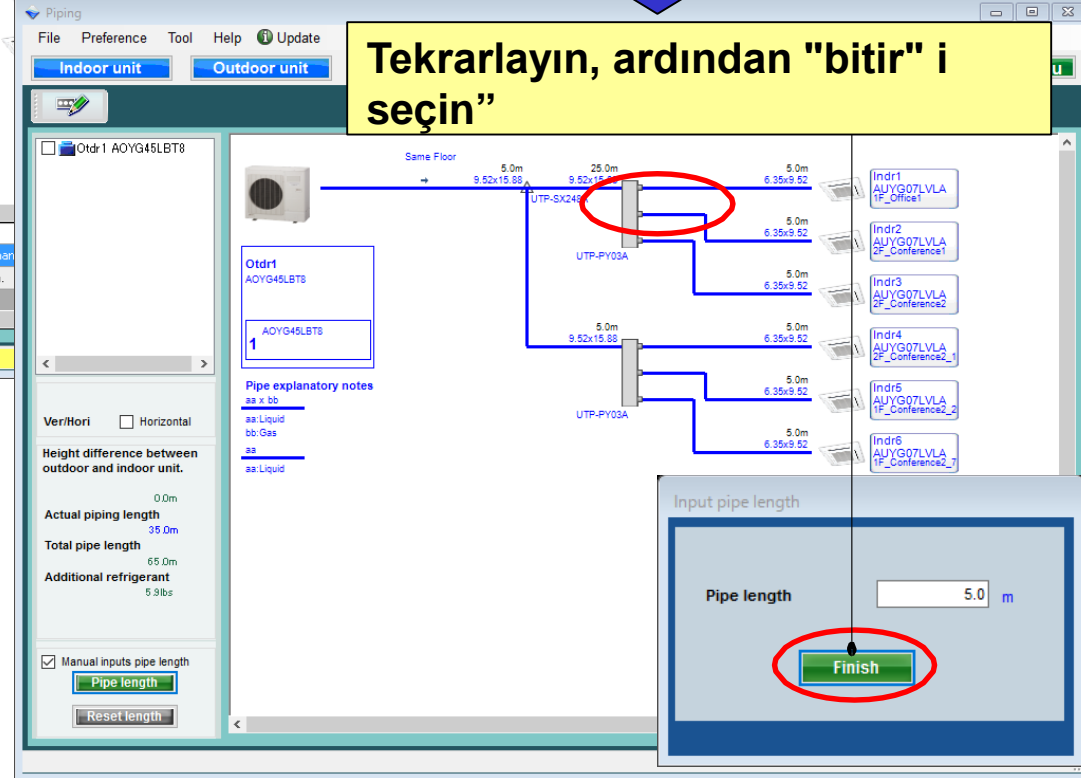 Piping
File Preference Tool Help Update
Indoor unit Outdoor unit
Tekrarlayın, ardından "bitir" i
seçin”
Otdr1 AOYG45LBT8
Same Floor
→
5.0m
9.52x15.88
25.0m
UTP-PY03A
5.0m
6.35x9.52
Indr1
AUYG07LVLA
1F_Office1
5.0m
6.35x9.52
Indr2
AUYG07LVLA
2F_Conference1
5.0m
6.35x9.52
Indr3
AUYG07LVLA
2F_Conference2
5.0m
9.52x15.88
UTP-PY03A
5.0m
6.35x9.52
Indr4
AUYG07LVLA
2F_Conference2_1
5.0m
6.35x9.52
Indr5
AUYG07LVLA
1F_Conference2_2
5.0m
6.35x9.52
Indr6
AUYG07LVLA
1F_Conference2_7
Otdr1
AOYG45LBT8
AOYG45LBT8
1
Pipe explanatory notes
aa x bb
aa:Liquid
bb:Gas
aa
aa:Liquid
Ver/Hori Horizontal
Height difference between
outdoor and indoor unit.
0.0m
Actual piping length
35.0m
Total pipe length
65.0m
Additional refrigerant
5.9lbs
Manual inputs pipe length
Pipe length
Reset length
Input pipe length
Pipe length 5.0 m
Finish